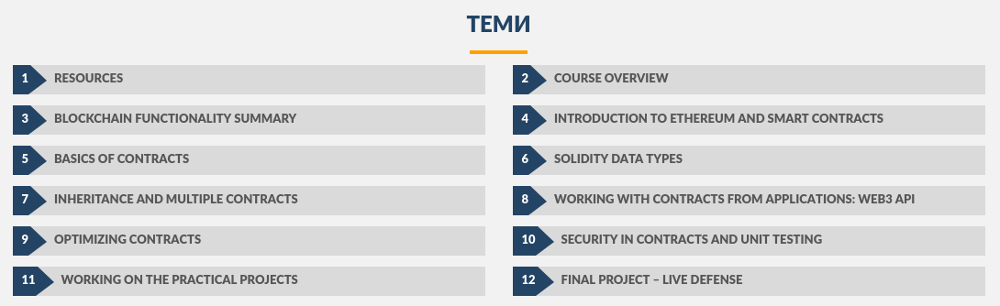 ТЕМИ
1 RESOURCES
2 COURSE OVERVIEW
3 BLOCKCHAIN FUNCTIONALITY SUMMARY
4 INTRODUCTION TO ETHEREUM AND SMART CONTRACTS
5 BASICS OF CONTRACTS
6 SOLIDITY DATA TYPES
7 INHERITANCE AND MULTIPLE CONTRACTS
8 WORKING WITH CONTRACTS FROM APPLICATIONS: WEB3 API
9 OPTIMIZING CONTRACTS
10 SECURITY IN CONTRACTS AND UNIT TESTING
11 WORKING ON THE PRACTICAL PROJECTS
12 FINAL PROJECT – LIVE DEFENSE